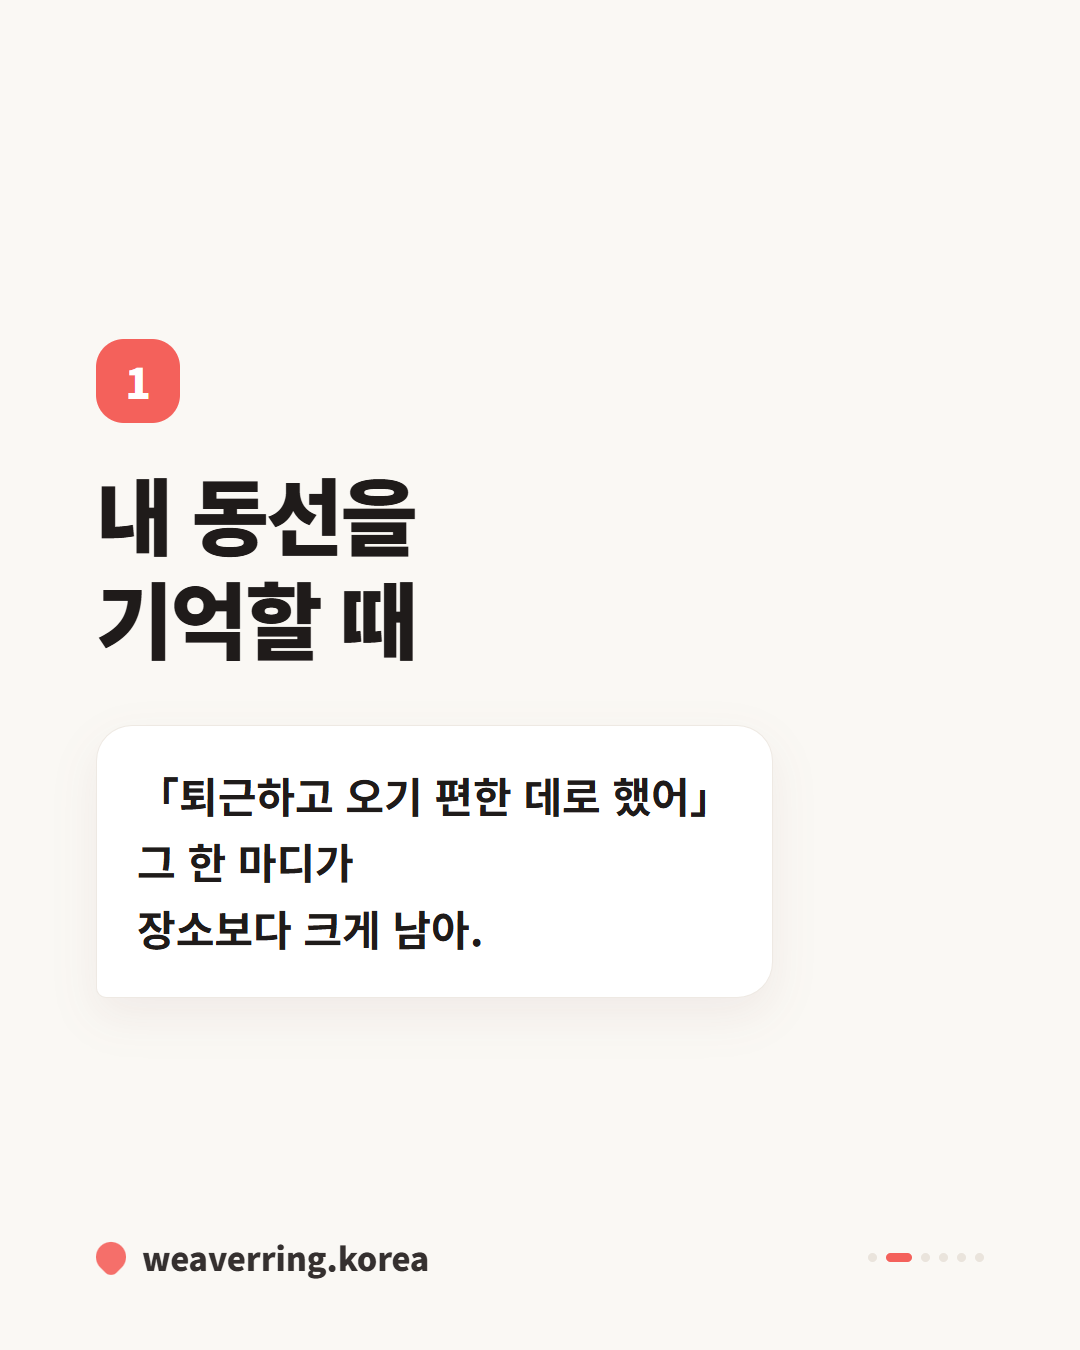 1
내 동선을
기억할 때
「퇴근하고 오기 편한 데로 했어」
그 한 마디가
장소보다 크게 남아.
weaverring.korea